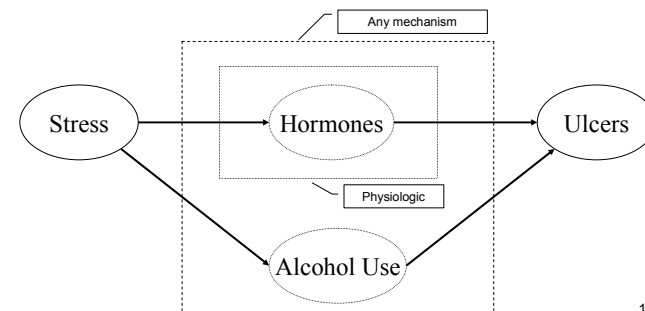 Any mechanism
Stress
Hormones
Ulcers
Physiologic
Alcohol Use
1